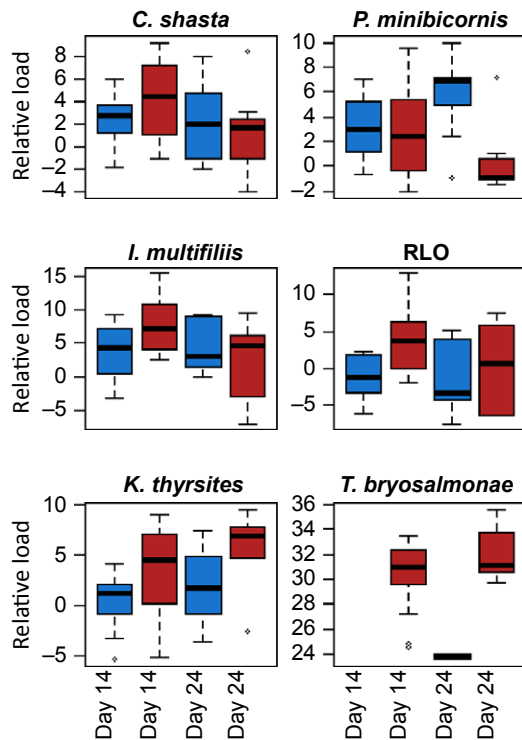 C. shasta
P. minibicornis
Relative load
8
6
4
2
0
–2
–4
10
8
6
4
2
0
–2
I. multifiliis
RLO
Relative load
15
10
5
0
–5
10
5
0
–5
K. thyrsites
T. bryosalmonae
Relative load
10
5
0
–5
36
34
32
30
28
26
24
Day 14
Day 14
Day 24
Day 24
Day 14
Day 14
Day 24
Day 24